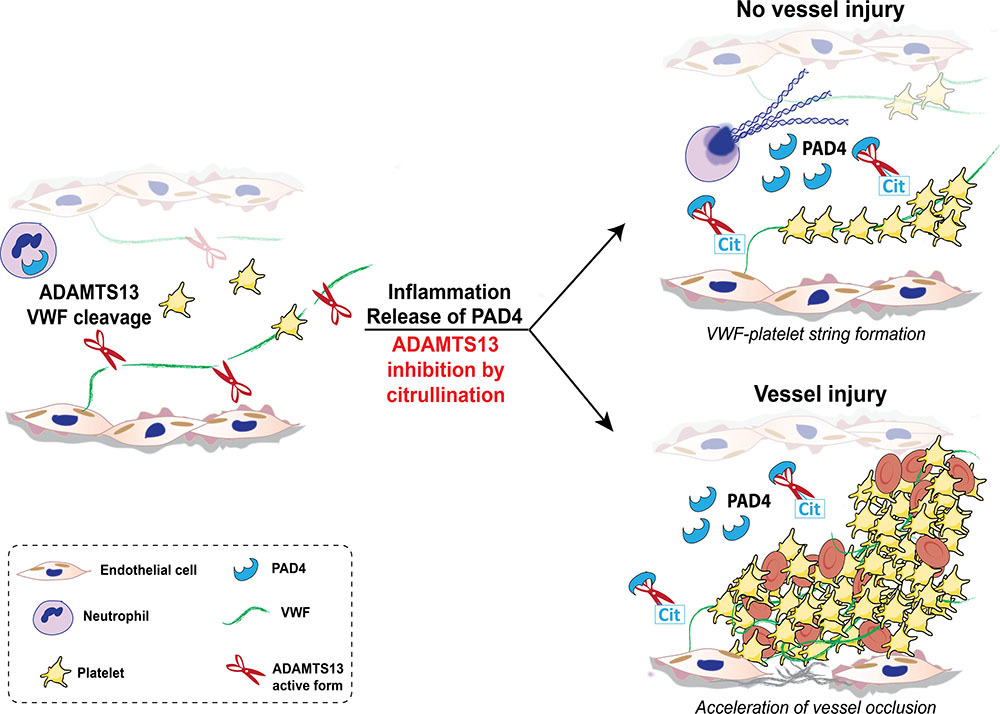 No vessel injury
PAD4
Cit
Cit
VWF-platelet string formation
ADAMTS13
VWF cleavage
Inflammation
Release of PAD4
ADAMTS13
inhibition by
citrullination
Vessel injury
PAD4
Cit
Cit
Acceleration of vessel occlusion
Endothelial cell
PAD4
Neutrophil
VWF
Platelet
ADAMTS13
active form